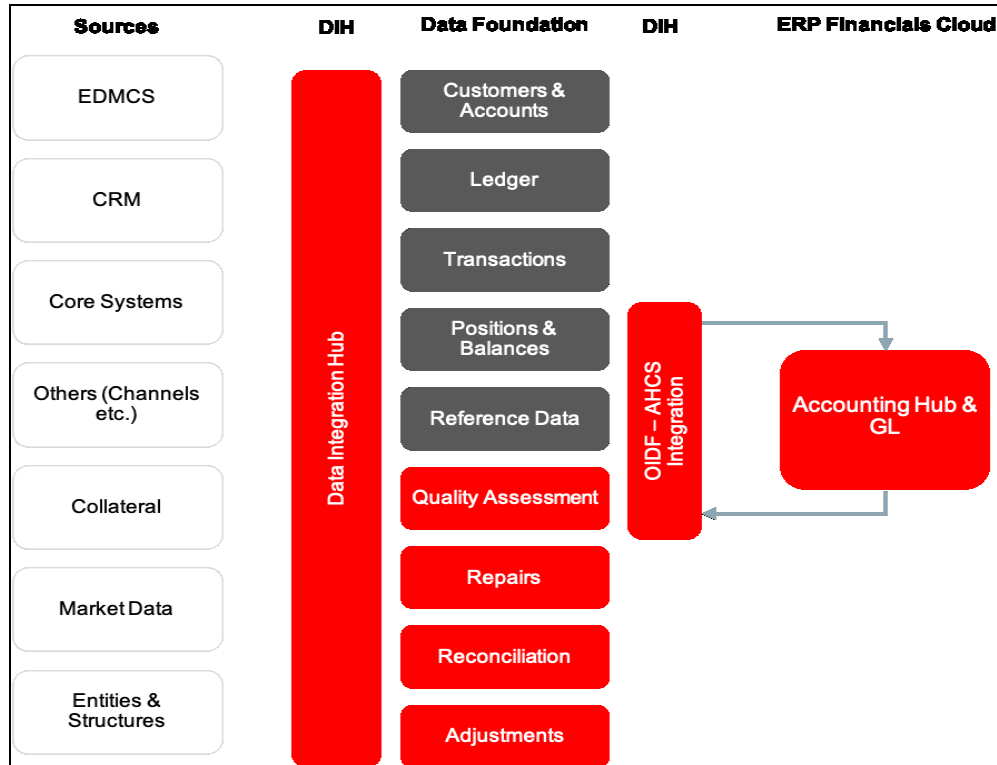 Sources
DIH
Data Foundation
DIH
ERP Financials Cloud
EDMCS
CRM
Core Systems
Others (Channels
etc.)
Collateral
Market Data
Entities &
Structures
Data Integration Hub
Customers &
Accounts
Ledger
Transactions
Positions &
Balances
Reference Data
Quality Assessment
Repairs
Reconciliation
Adjustments
OIDF – AHCS
Integration
Accounting Hub &
GL